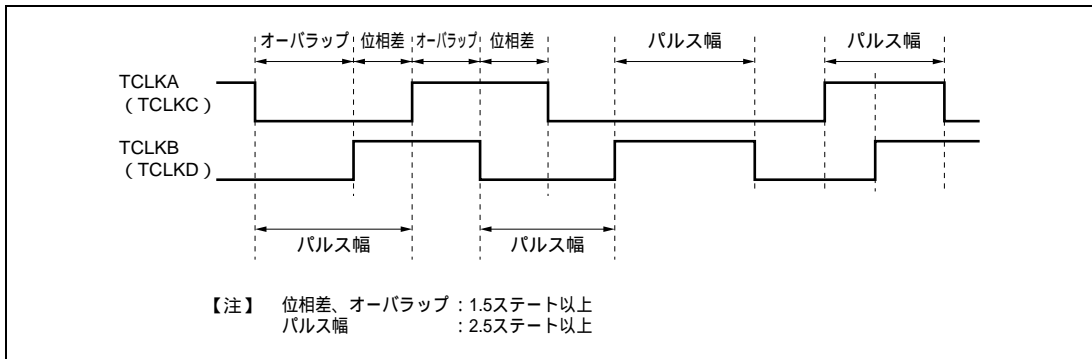 オーバラップ 位相差 オーバラップ 位相差 パルス幅 パルス幅
TCLKA
（TCLKC）
TCLKB
（TCLKD）
パルス幅 パルス幅
【注】 位相差、オーバラップ：1.5ステート以上
パルス幅 ：2.5ステート以上